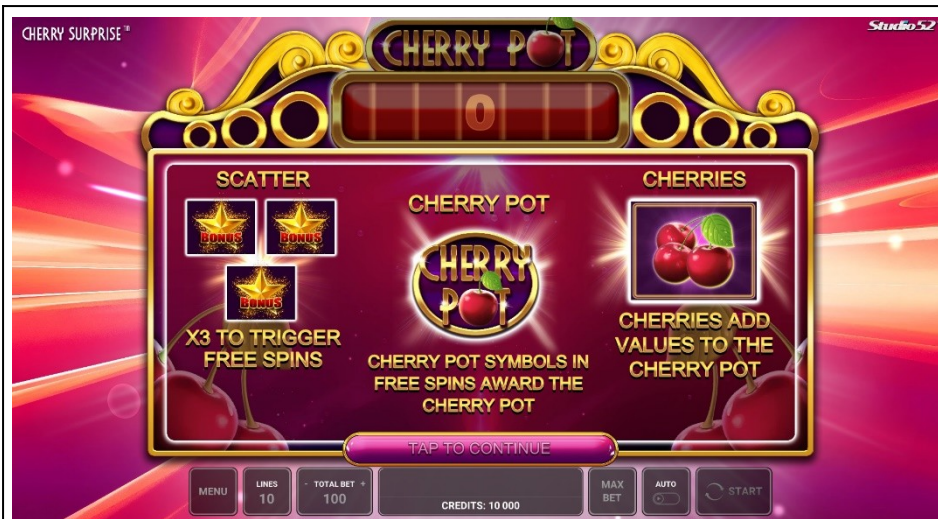 CHERRY SURPRISE™
Studio52
CHERRY POT
0
SCATTER
BONUS BONUS
BONUS
X3 TO TRIGGER
FREE SPINS
CHERRY POT
CHERRY
POT
CHERRY POT SYMBOLS IN
FREE SPINS AWARD THE
CHERRY POT
CHERRIES
CHERRIES ADD
VALUES TO THE
CHERRY POT
TAP TO CONTINUE
MENU
LINES
10
- TOTAL BET +
100
CREDITS: 10 000
MAX
BET
AUTO
START